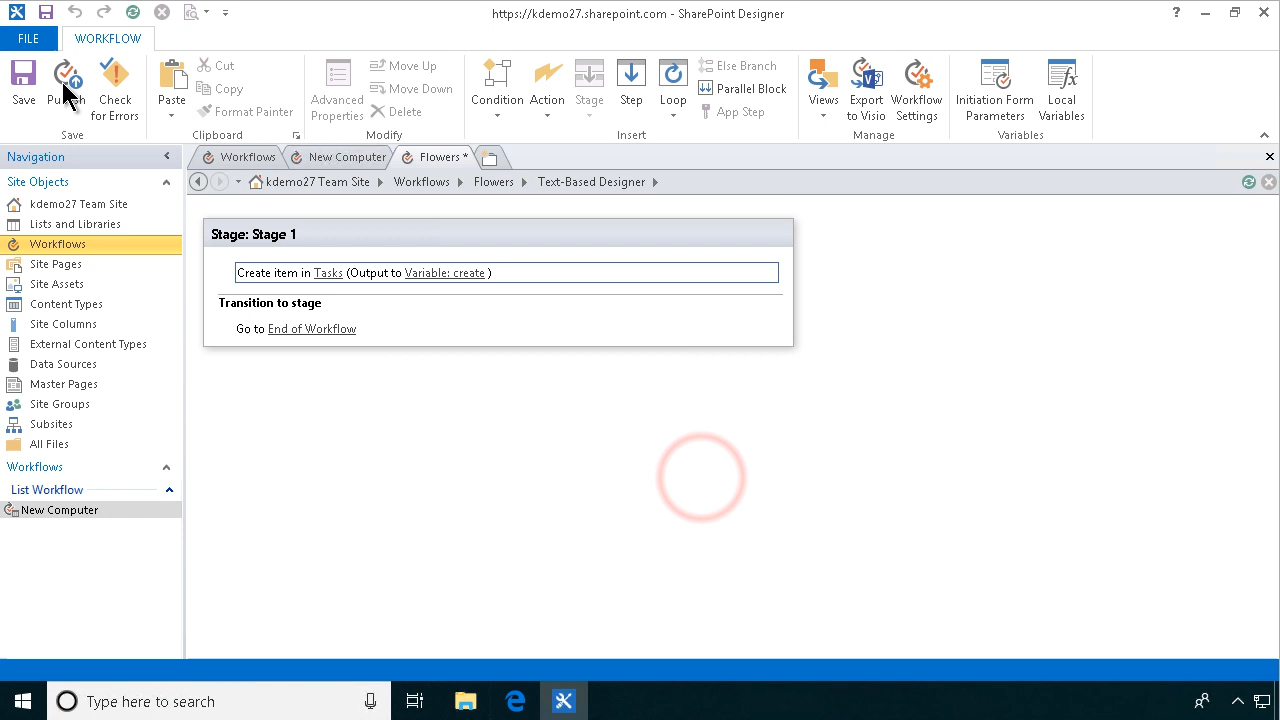 https://kdemo27.sharepoint.com - SharePoint Designer
FILE
WORKFLOW
Save
Publish
Check for Errors
Save
Paste
Cut
Copy
Format Painter
Clipboard
Advanced Properties
Move Up
Move Down
Delete
Modify
Condition
Action
Stage
Step
Loop
Else Branch
Parallel Block
App Step
Insert
Views
Export to Visio
Workflow Settings
Manage
Initiation Form Parameters
Local Variables
Variables
Navigation
Workflows
New Computer
Flowers *
kdemo27 Team Site
Workflows
Flowers
Text-Based Designer
Site Objects
kdemo27 Team Site
Lists and Libraries
Workflows
Site Pages
Site Assets
Content Types
Site Columns
External Content Types
Data Sources
Master Pages
Site Groups
Subsites
All Files
Workflows
List Workflow
New Computer
Stage: Stage 1
Create item in Tasks (Output to Variable: create )
Transition to stage
Go to End of Workflow
Type here to search